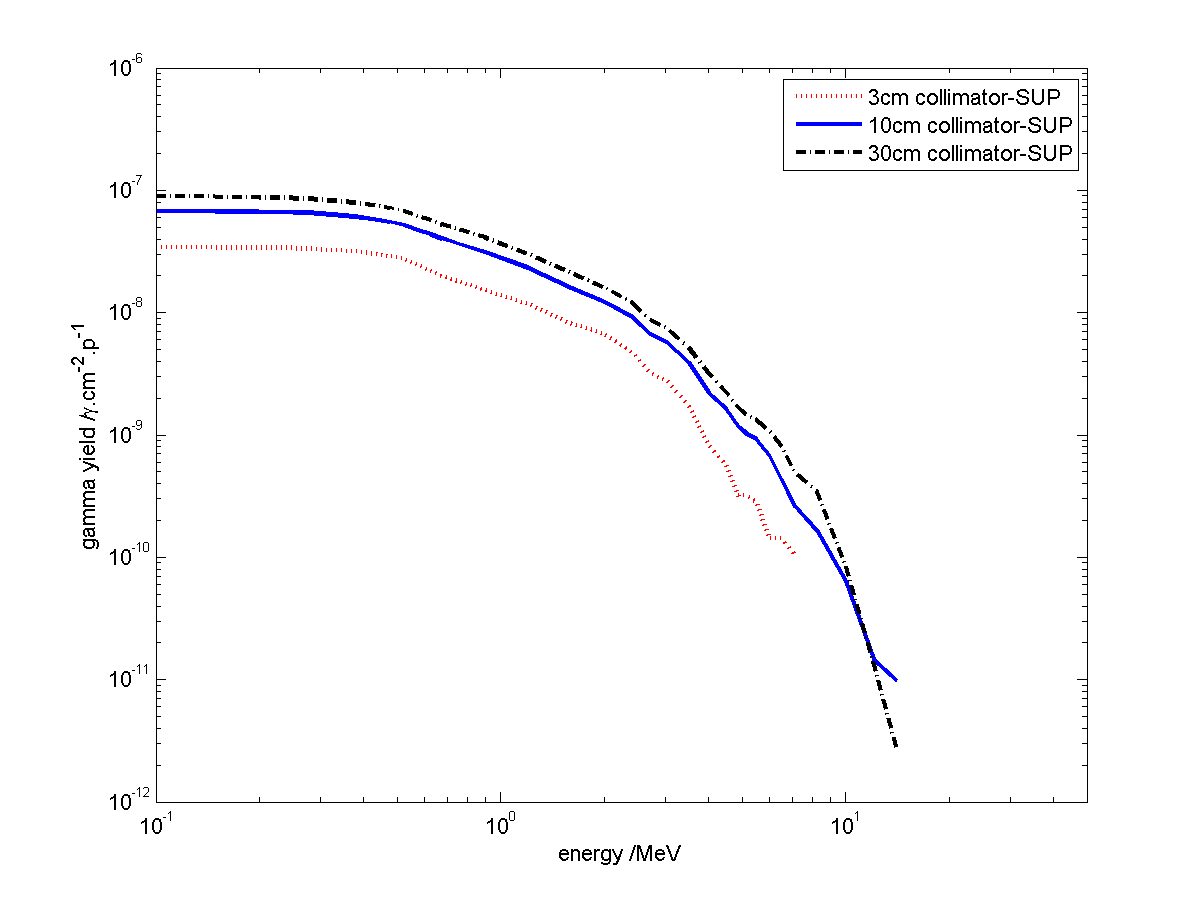 10^-6
10^-7
10^-8
10^-9
10^-10
10^-11
10^-12
gamma yield /γ.cm^-2.p^-1
3cm collimator-SUP
10cm collimator-SUP
30cm collimator-SUP
10^-1
10^0
10^1
energy /MeV